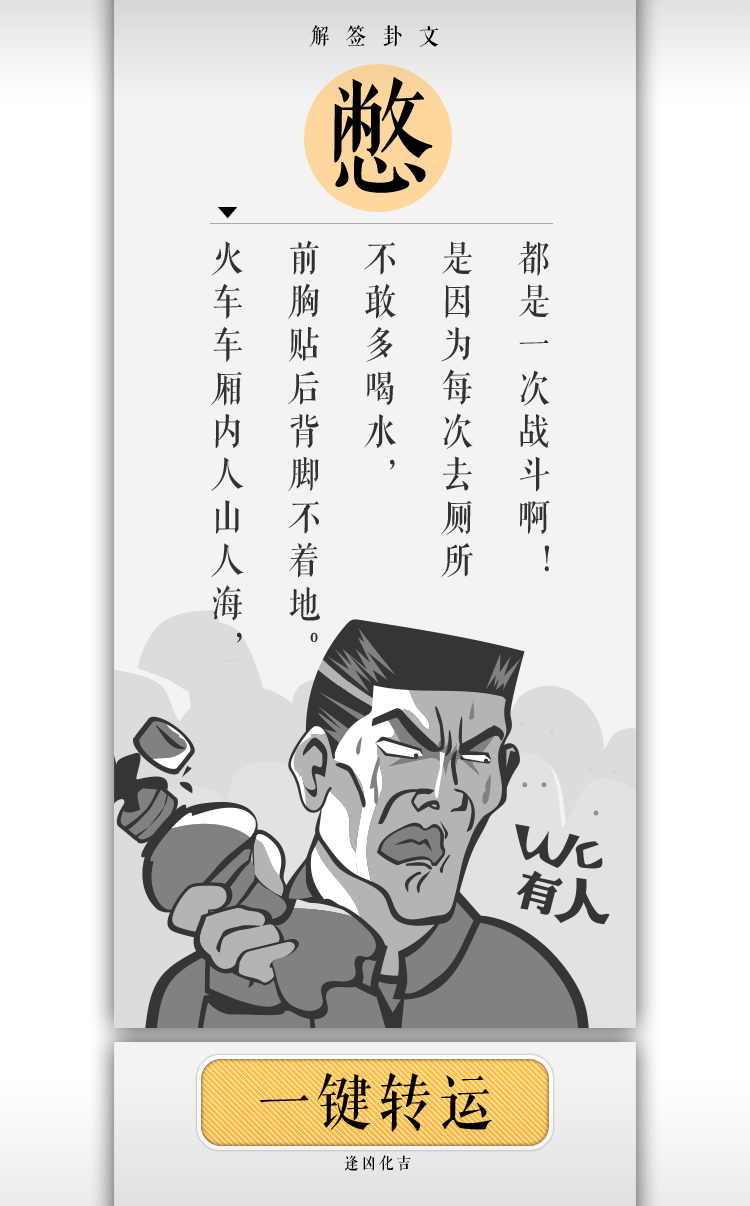 解签卦文
憋
火车车厢内人山人海，
前胸贴后背脚不着地。
不敢多喝水，
是因为每次去厕所
都是一次战斗啊！
WC
有人
一键转运
逢凶化吉